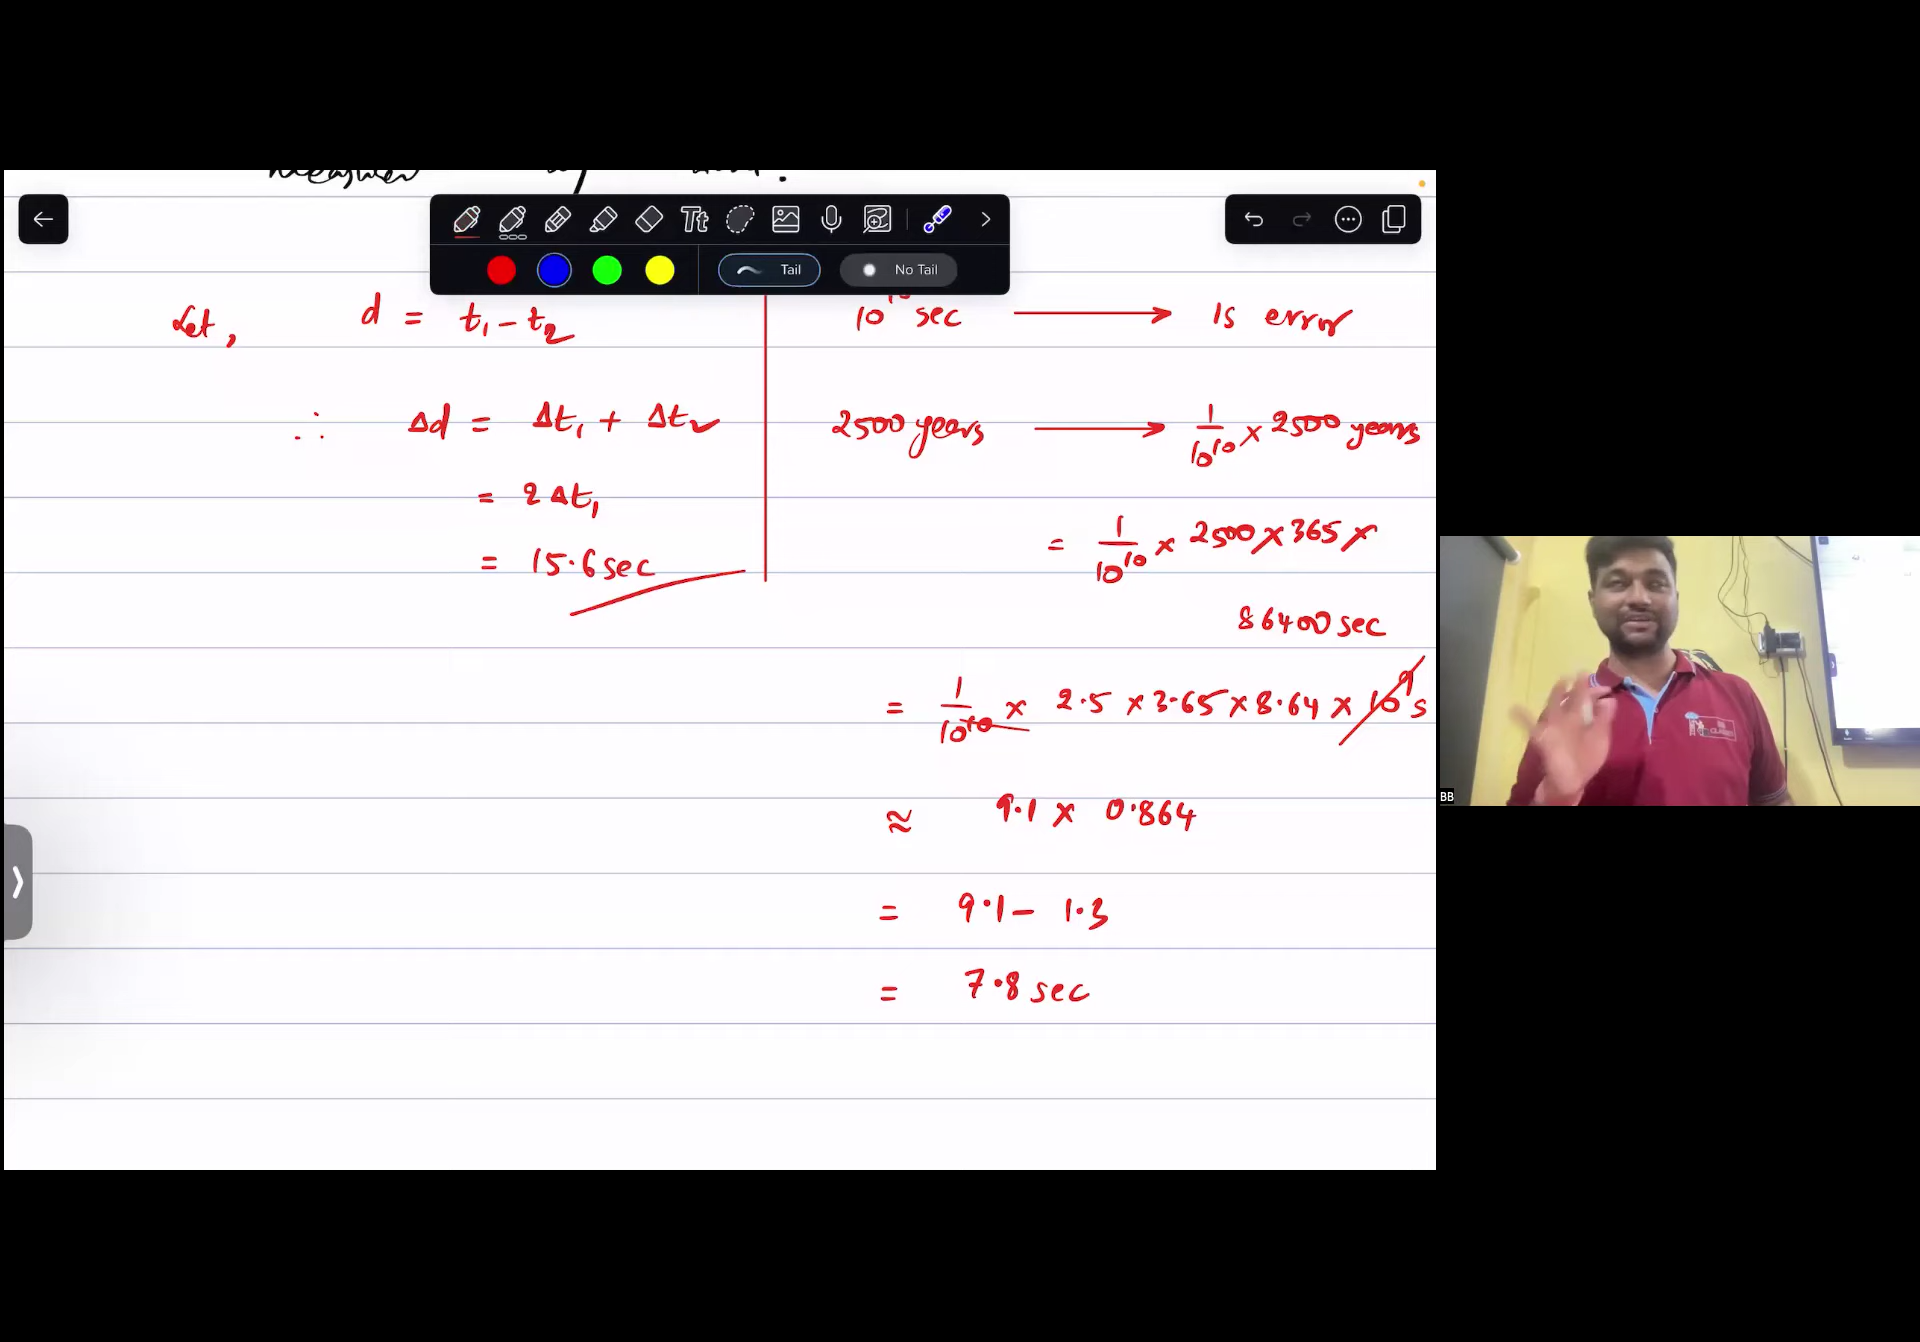 Tt
Tail
No Tail
Let, d = t₁ - t₂
∴ Δd = Δt₁ + Δt₂
= 2Δt₁
= 15.6 sec
10¹⁰ sec ⟶ 1s error
2500 years ⟶ 1/10¹⁰ × 2500 years
= 1/10¹⁰ × 2500 × 365 ×
86400 sec
= 1/10¹⁰ × 2.5 × 3.65 × 8.64 × 10⁹ s
≈ 9.1 × 0.864
= 9.1 - 1.3
= 7.8 sec
BB